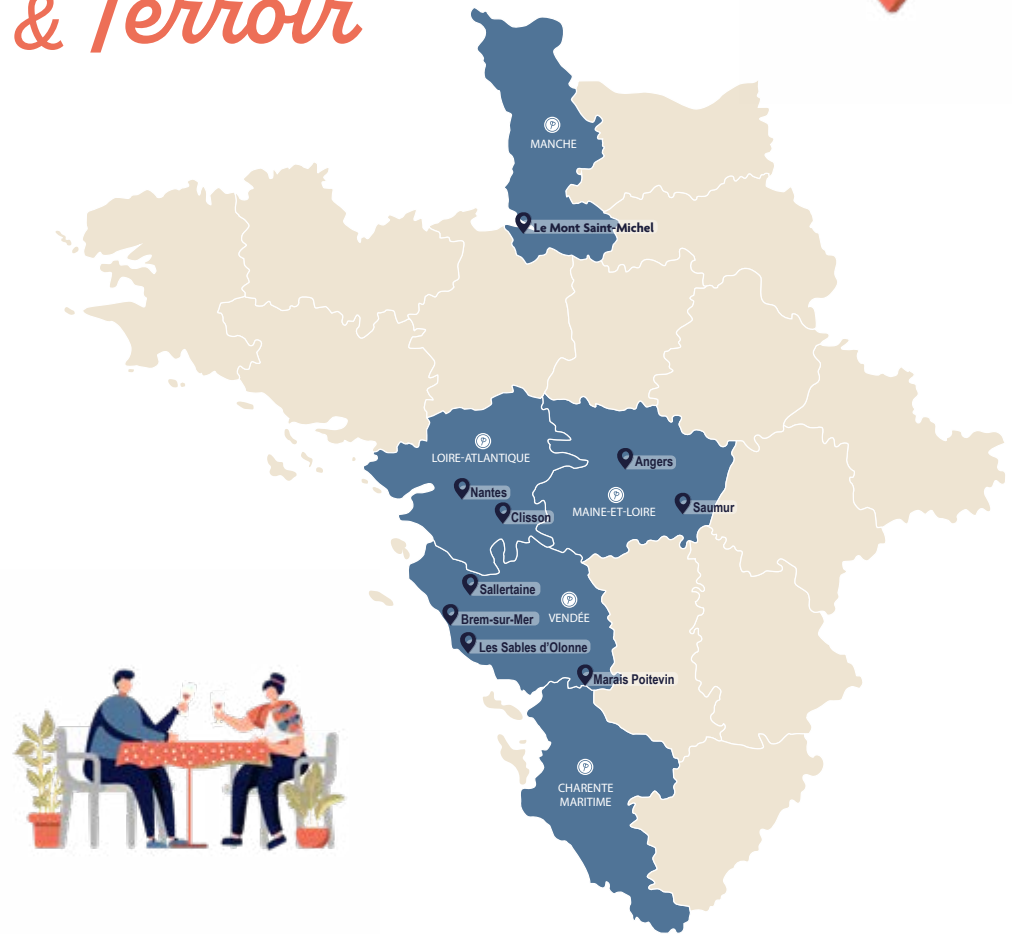 & Terroir
MANCHE
Le Mont Saint-Michel
LOIRE-ATLANTIQUE
Angers
Nantes
MAINE-ET-LOIRE
Saumur
Clisson
Sallertaine
Brem-sur-Mer
VENDÉE
Les Sables d'Olonne
Marais Poitevin
CHARENTE
MARITIME